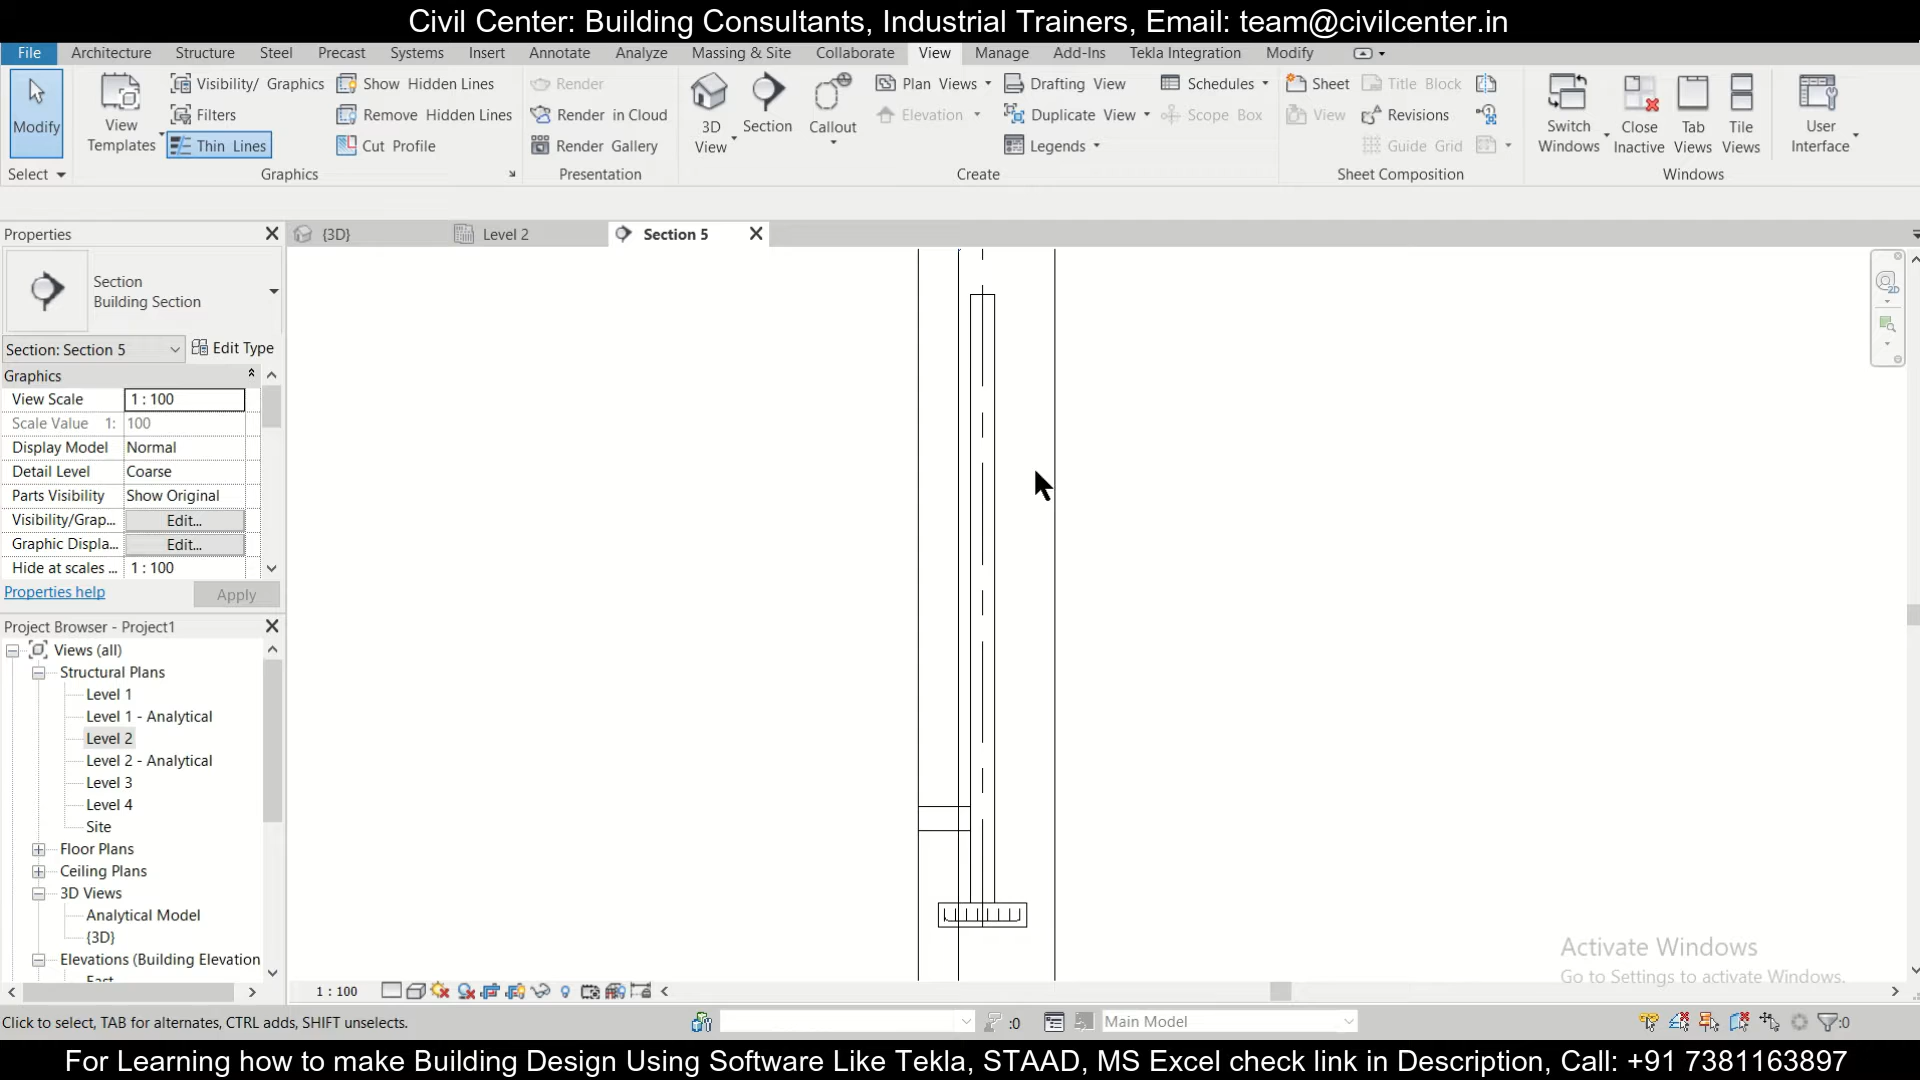 Civil Center: Building Consultants, Industrial Trainers, Email: team@civilcenter.in
File Architecture Structure Steel Precast Systems Insert Annotate Analyze Massing & Site Collaborate View Manage Add-Ins Tekla Integration Modify
Modify
Select
View
Templates
Visibility/ Graphics
Filters
Thin Lines
Show Hidden Lines
Remove Hidden Lines
Cut Profile
Graphics
Render
Render in Cloud
Render Gallery
Presentation
3D
View
Section
Callout
Plan Views
Elevation
Drafting View
Duplicate View
Legends
Schedules
Scope Box
Create
Sheet
View
Title Block
Revisions
Guide Grid
Sheet Composition
Switch
Windows
Close
Inactive
Tab
Views
Tile
Views
Windows
User
Interface
Properties
{3D} Level 2 Section 5
Section
Building Section
Section: Section 5 Edit Type
Graphics
View Scale 1 : 100
Scale Value 1: 100
Display Model Normal
Detail Level Coarse
Parts Visibility Show Original
Visibility/Grap... Edit...
Graphic Displa... Edit...
Hide at scales ... 1 : 100
Properties help Apply
Project Browser - Project1
Views (all)
Structural Plans
Level 1
Level 1 - Analytical
Level 2
Level 2 - Analytical
Level 3
Level 4
Site
Floor Plans
Ceiling Plans
3D Views
Analytical Model
{3D}
Elevations (Building Elevation
East
2D
Activate Windows
Go to Settings to activate Windows.
1 : 100
Click to select, TAB for alternates, CTRL adds, SHIFT unselects. :0 Main Model :0
For Learning how to make Building Design Using Software Like Tekla, STAAD, MS Excel check link in Description, Call: +91 7381163897